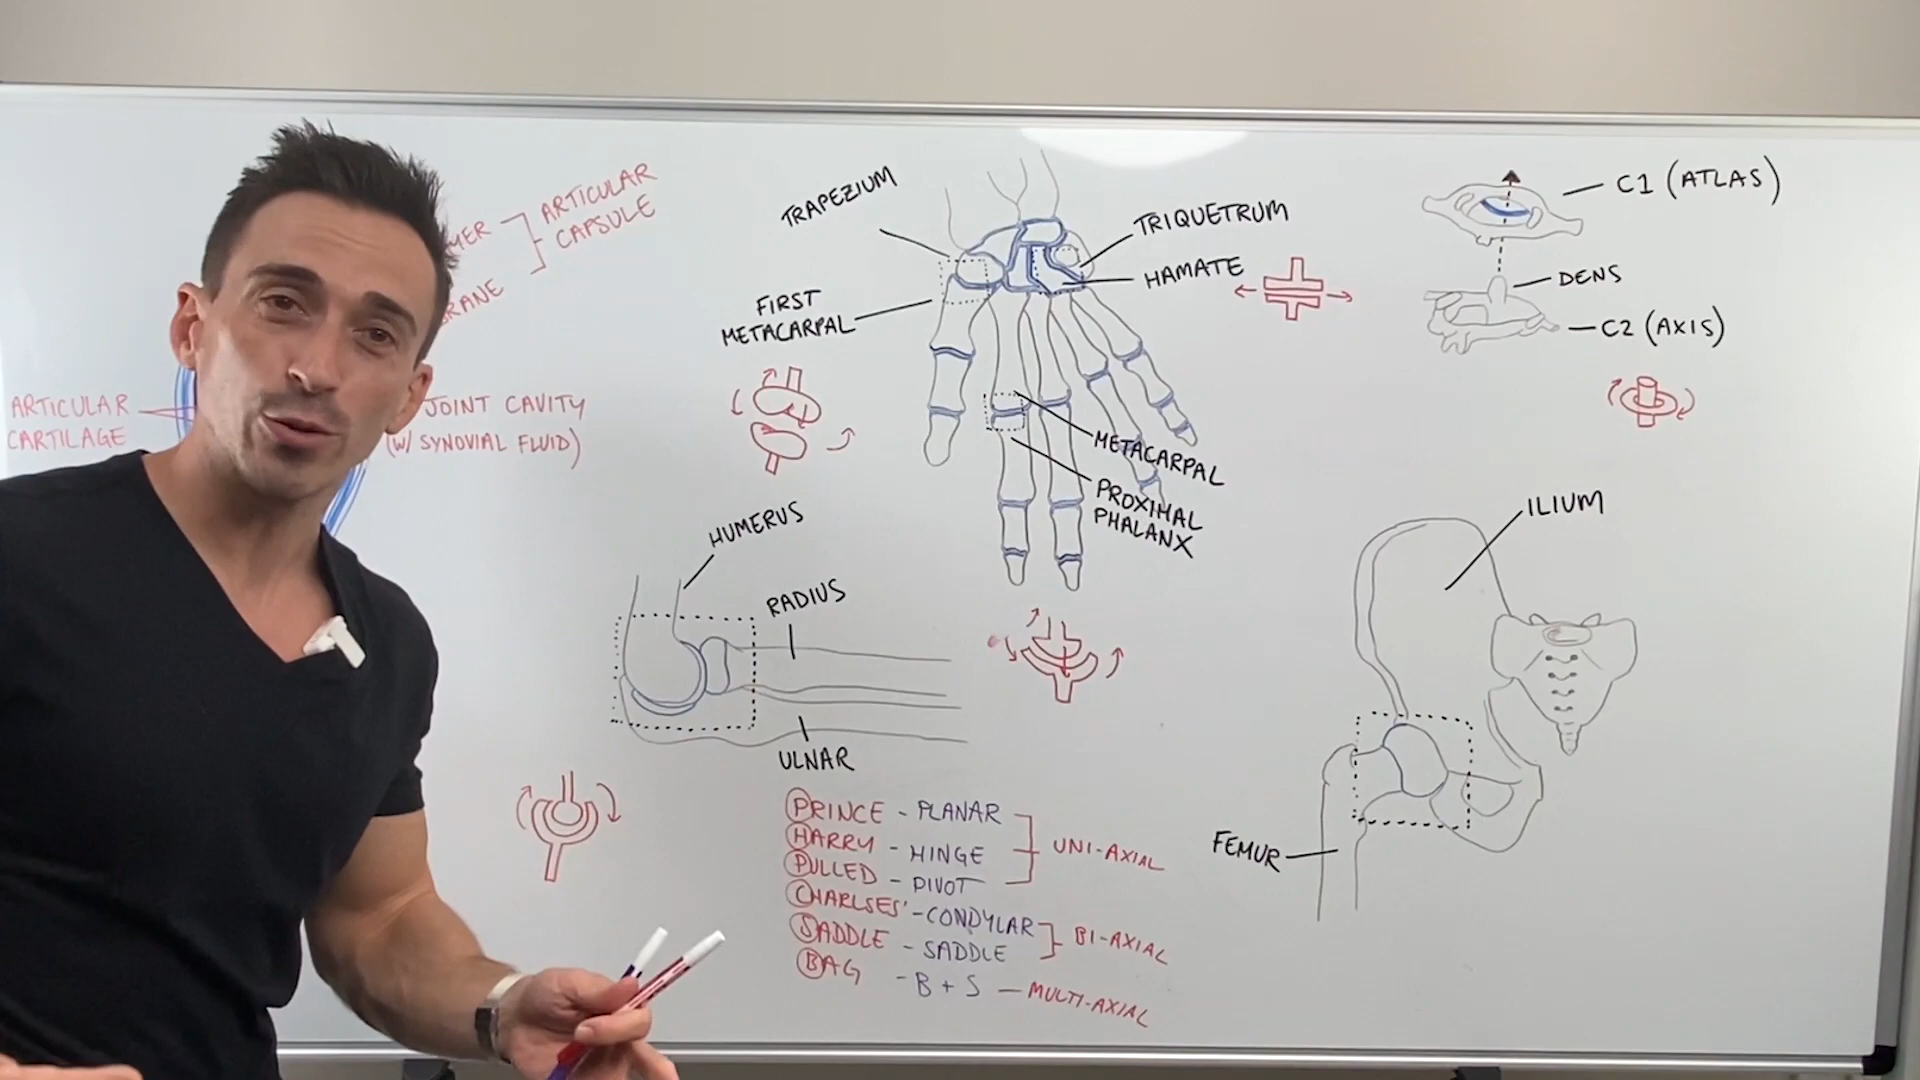 ARTICULAR
CAPSULE
ARTICULAR
CARTILAGE
JOINT CAVITY
(W/ SYNOVIAL FLUID)
TRAPEZIUM
FIRST
METACARPAL
TRIQUETRUM
HAMATE
METACARPAL
PROXIMAL
PHALANX
C1 (ATLAS)
DENS
C2 (AXIS)
HUMERUS
RADIUS
ULNAR
ILIUM
FEMUR
PRINCE - PLANAR
HARRY - HINGE
UNI-AXIAL
PULLED - PIVOT
CHARLSES' - CONDYLAR
BI-AXIAL
SADDLE - SADDLE
BAG - B + S — MULTI-AXIAL